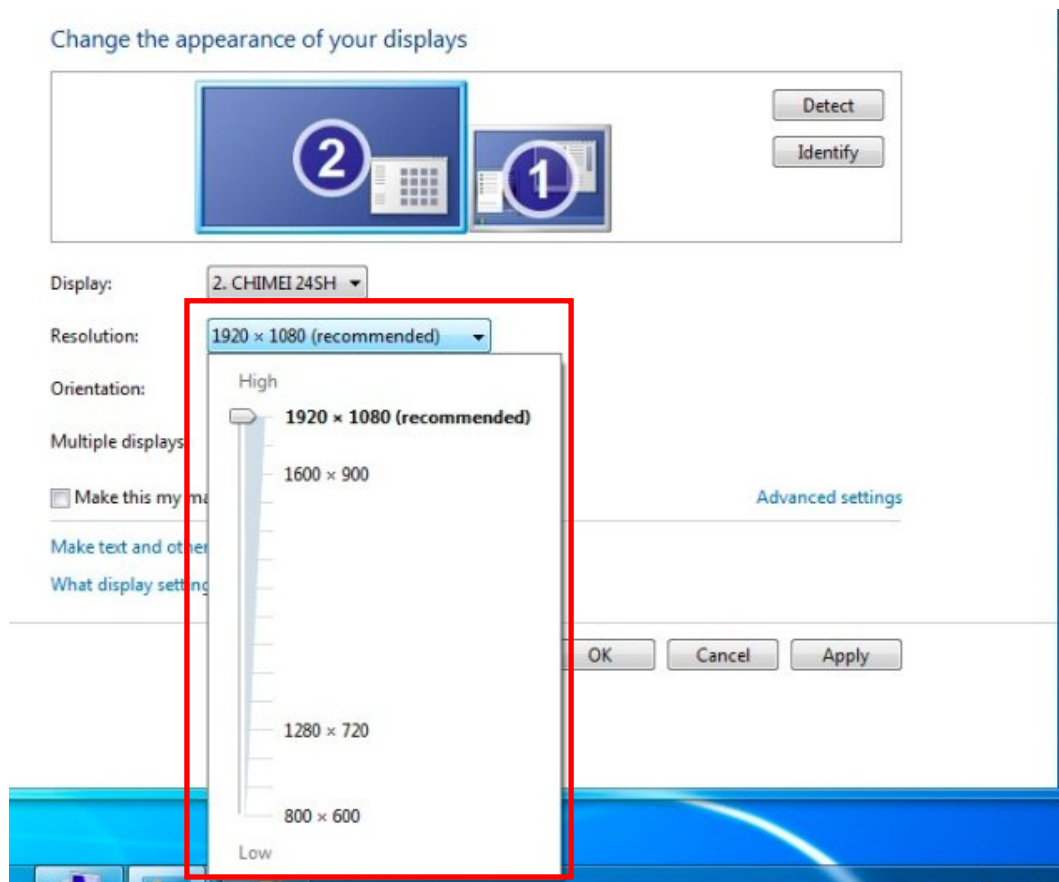 Change the appearance of your displays
2
1
Detect
Identify
Display:
2. CHIMEI 24SH
Resolution:
1920 × 1080 (recommended)
Orientation:
High
1920 × 1080 (recommended)
Multiple displays
1600 × 900
Make this my
Advanced settings
Make text and other
What display
OK
Cancel
Apply
1280 × 720
800 × 600
Low